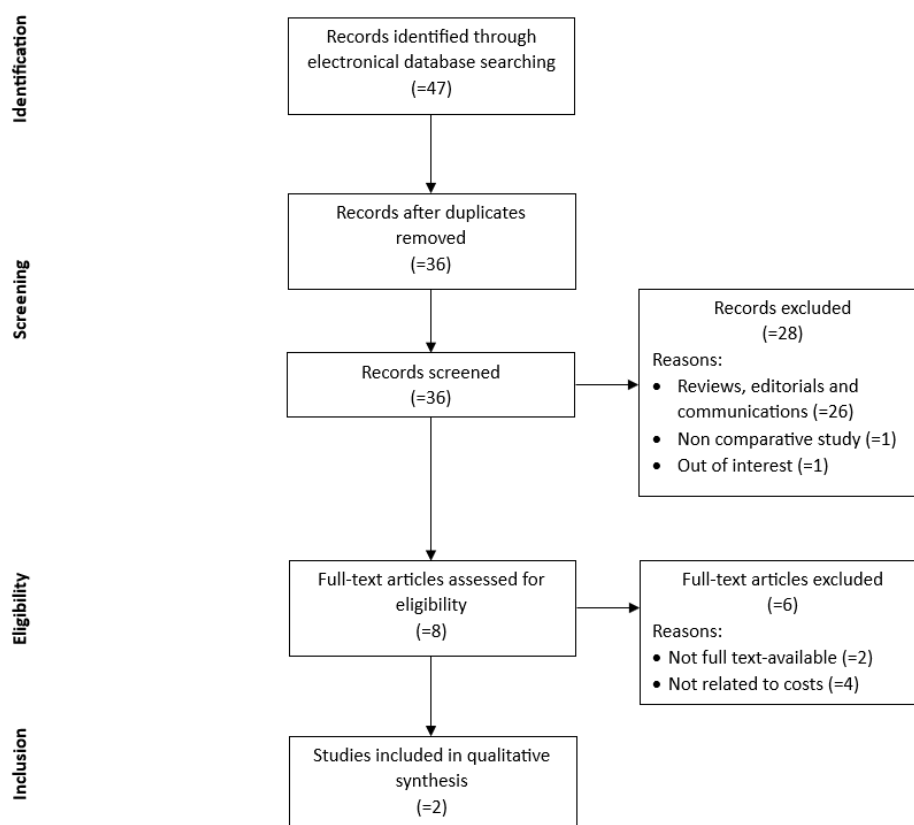 Identification
Records identified through
electronical database searching
(=47)
Screening
Records after duplicates
removed
(=36)
Records screened
(=36)
Records excluded
(=28)
Reasons:
• Reviews, editorials and
communications (=26)
• Non comparative study (=1)
• Out of interest (=1)
Eligibility
Full-text articles assessed for
eligibility
(=8)
Full-text articles excluded
(=6)
Reasons:
• Not full text-available (=2)
• Not related to costs (=4)
Inclusion
Studies included in qualitative
synthesis
(=2)